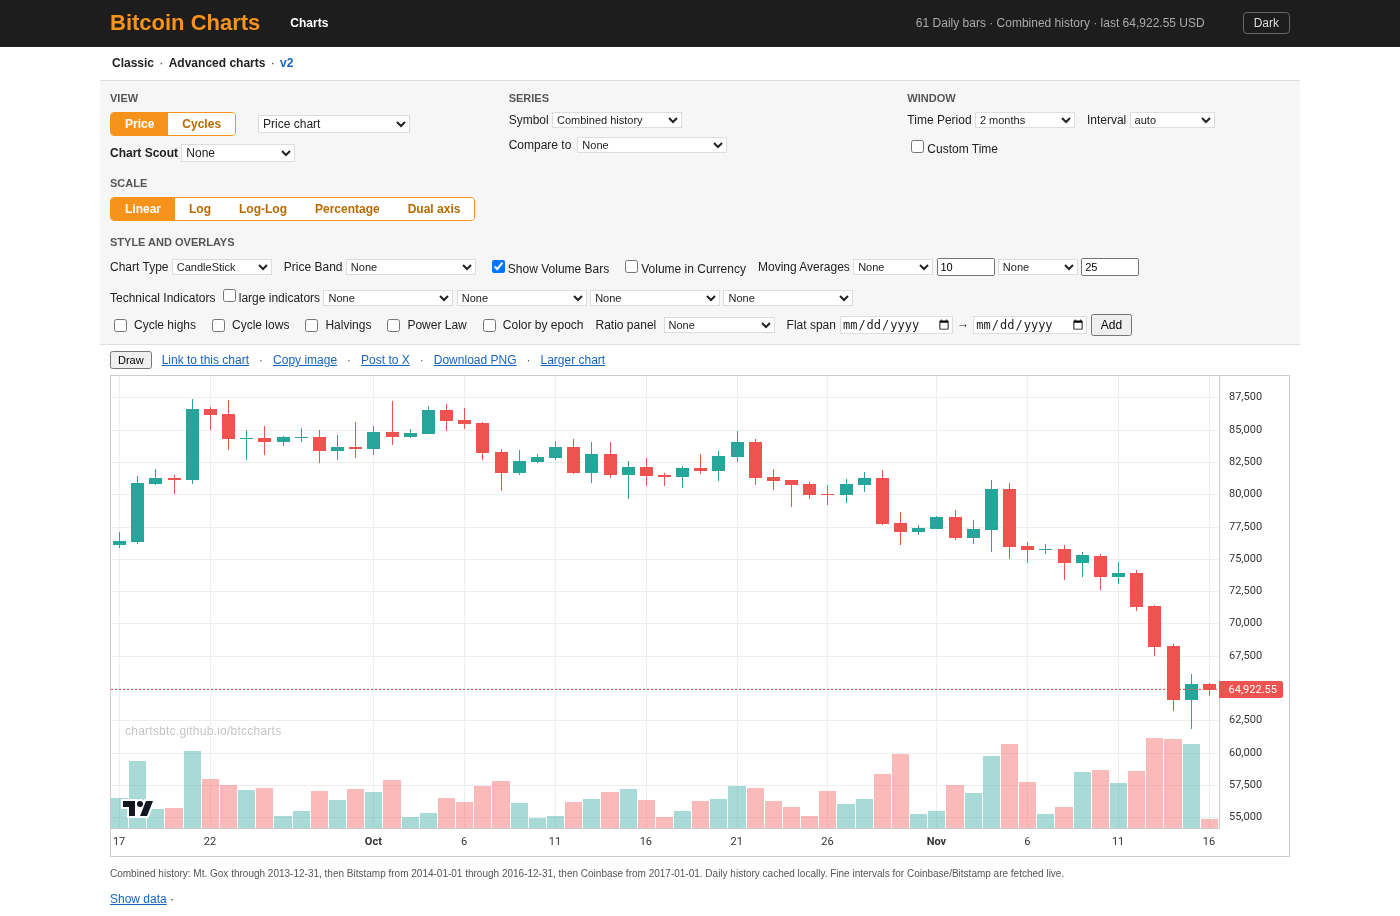 Bitcoin Charts Charts 61 Daily bars · Combined history · last 64,922.55 USD Dark
Classic · Advanced charts · v2
VIEW SERIES WINDOW
Price Cycles Price chart Symbol Combined history Time Period 2 months Interval auto
Chart Scout None Compare to None Custom Time
SCALE
Linear Log Log-Log Percentage Dual axis
STYLE AND OVERLAYS
Chart Type CandleStick Price Band None Show Volume Bars Volume in Currency Moving Averages None 10 None 25
Technical Indicators large indicators None None None None
Cycle highs Cycle lows Halvings Power Law Color by epoch Ratio panel None Flat span mm/dd/yyyy → mm/dd/yyyy Add
Draw Link to this chart · Copy image · Post to X · Download PNG · Larger chart
87,500
85,000
82,500
80,000
77,500
75,000
72,500
70,000
67,500
64,922.55
62,500
chartsbtc.github.io/btccharts
60,000
57,500
55,000
17 22 Oct 6 11 16 21 26 Nov 6 11 16
Combined history: Mt. Gox through 2013-12-31, then Bitstamp from 2014-01-01 through 2016-12-31, then Coinbase from 2017-01-01. Daily history cached locally. Fine intervals for Coinbase/Bitstamp are fetched live.
Show data ·